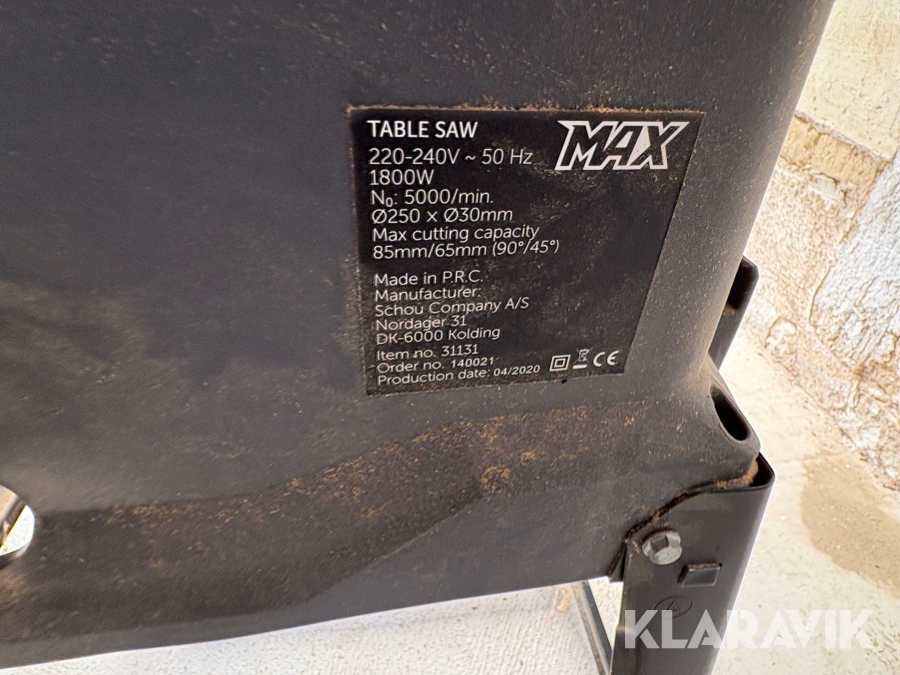 TABLE SAW
MAX
220-240V ~ 50 Hz
1800W
N₀: 5000/min.
Ø250 x Ø30mm
Max cutting capacity
85mm/65mm (90°/45°)
Made in P.R.C.
Manufacturer:
Schou Company A/S
Nordager 31
DK-6000 Kolding
Item no. 31131
Order no. 140021
Production date: 04/2020
CE
KLARAVIK